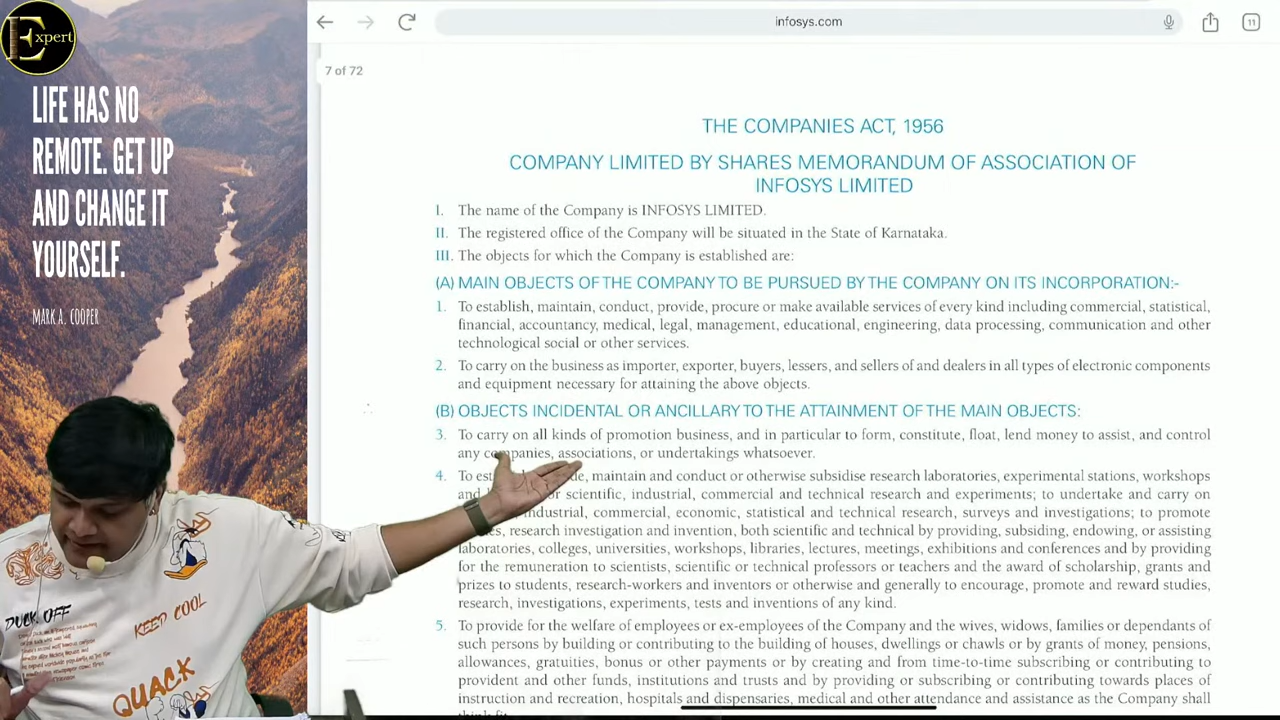 Expert
LIFE HAS NO
REMOTE. GET UP
AND CHANGE IT
YOURSELF.
MARK A. COOPER
infosys.com
11
7 of 72
THE COMPANIES ACT, 1956
COMPANY LIMITED BY SHARES MEMORANDUM OF ASSOCIATION OF
INFOSYS LIMITED
I. The name of the Company is INFOSYS LIMITED.
II. The registered office of the Company will be situated in the State of Karnataka.
III. The objects for which the Company is established are:
(A) MAIN OBJECTS OF THE COMPANY TO BE PURSUED BY THE COMPANY ON ITS INCORPORATION:-
1. To establish, maintain, conduct, provide, procure or make available services of every kind including commercial, statistical,
financial, accountancy, medical, legal, management, educational, engineering, data processing, communication and other
technological social or other services.
2. To carry on the business as importer, exporter, buyers, lessers, and sellers of and dealers in all types of electronic components
and equipment necessary for attaining the above objects.
(B) OBJECTS INCIDENTAL OR ANCILLARY TO THE ATTAINMENT OF THE MAIN OBJECTS:
3. To carry on all kinds of promotion business, and in particular to form, constitute, float, lend money to assist, and control
any companies, associations, or undertakings whatsoever.
4. To maintain and conduct or otherwise subsidise research laboratories, experimental stations, workshops
and scientific, industrial, commercial and technical research and experiments; to undertake and carry on
industrial, commercial, economic, statistical and technical research, surveys and investigations; to promote
research investigation and invention, both scientific and technical by providing, subsiding, endowing, or assisting
laboratories, colleges, universities, workshops, libraries, lectures, meetings, exhibitions and conferences and by providing
for the remuneration to scientists, scientific or technical professors or teachers and the award of scholarship, grants and
prizes to students, research-workers and inventors or otherwise and generally to encourage, promote and reward studies,
research, investigations, experiments, tests and inventions of any kind.
5. To provide for the welfare of employees or ex-employees of the Company and the wives, widows, families or dependants of
such persons by building or contributing to the building of houses, dwellings or chawls or by grants of money, pensions,
allowances, gratuities, bonus or other payments or by creating and from time-to-time subscribing or contributing to
provident and other funds, institutions and trusts and by providing or subscribing or contributing towards places of
instruction and recreation, hospitals and dispensaries, medical and other attendance and assistance as the Company shall
DUCK OFF
KEEP COOL
QUACK